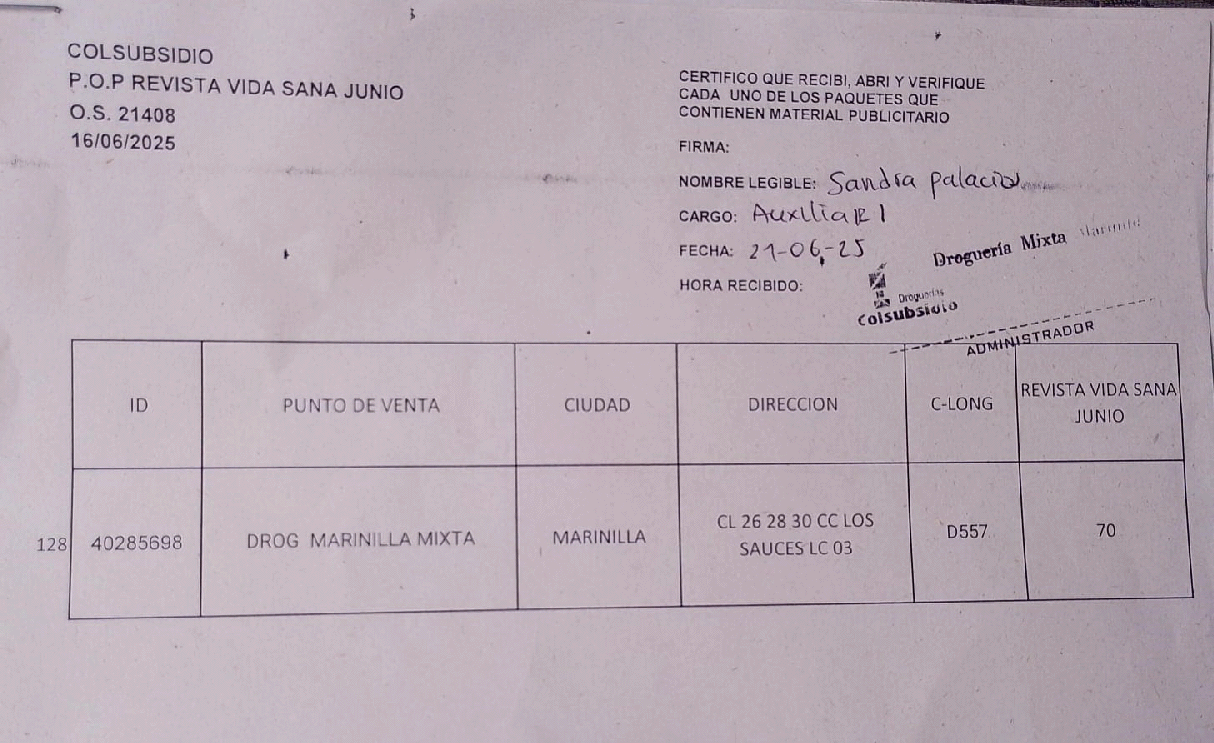 COLSUBSIDIO
P.O.P REVISTA VIDA SANA JUNIO
O.S. 21408
16/06/2025
CERTIFICO QUE RECIBI, ABRI Y VERIFIQUE
CADA UNO DE LOS PAQUETES QUE
CONTIENEN MATERIAL PUBLICITARIO
FIRMA:
NOMBRE LEGIBLE: Sandra palacio
CARGO: Auxiliar 1
FECHA: 21-06-25
HORA RECIBIDO:
Droguería Mixta Marinilla
Droguerías
Colsubsidio
ADMINISTRADOR
ID PUNTO DE VENTA CIUDAD DIRECCION C-LONG REVISTA VIDA SANA JUNIO
128 40285698 DROG MARINILLA MIXTA MARINILLA CL 26 28 30 CC LOS SAUCES LC 03 D557 70